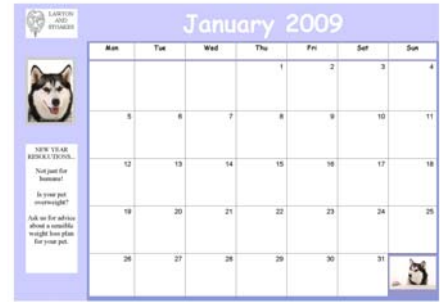 LAWTON
AND
STOAKES
January 2009
Mon Tue Wed Thu Fri Sat Sun
1 2 3 4
5 6 7 8 9 10 11
NEW YEAR
RESOLUTIONS...
Not just for
humans!
Is your pet
overweight?
Ask us for advice
about a sensible
weight loss plan
for your pet.
12 13 14 15 16 17 18
19 20 21 22 23 24 25
26 27 28 29 30 31